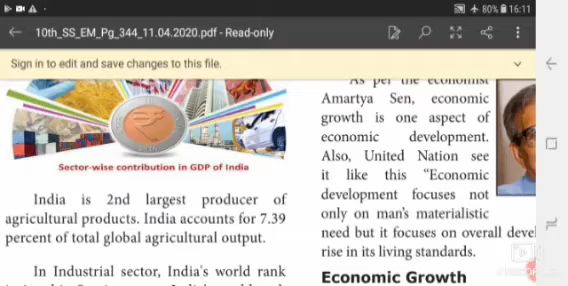 80% 16:11
10th_SS_EM_Pg_344_11.04.2020.pdf - Read-only
Sign in to edit and save changes to this file.
Sector-wise contribution in GDP of India
India is 2nd largest producer of
agricultural products. India accounts for 7.39
percent of total global agricultural output.
In Industrial sector, India's world rank
As per the economist
Amartya Sen, economic
growth is one aspect of
economic development.
Also, United Nation see
it like this “Economic
development focuses not
only on man's materialistic
need but it focuses on overall devel
rise in its living standards.
Economic Growth